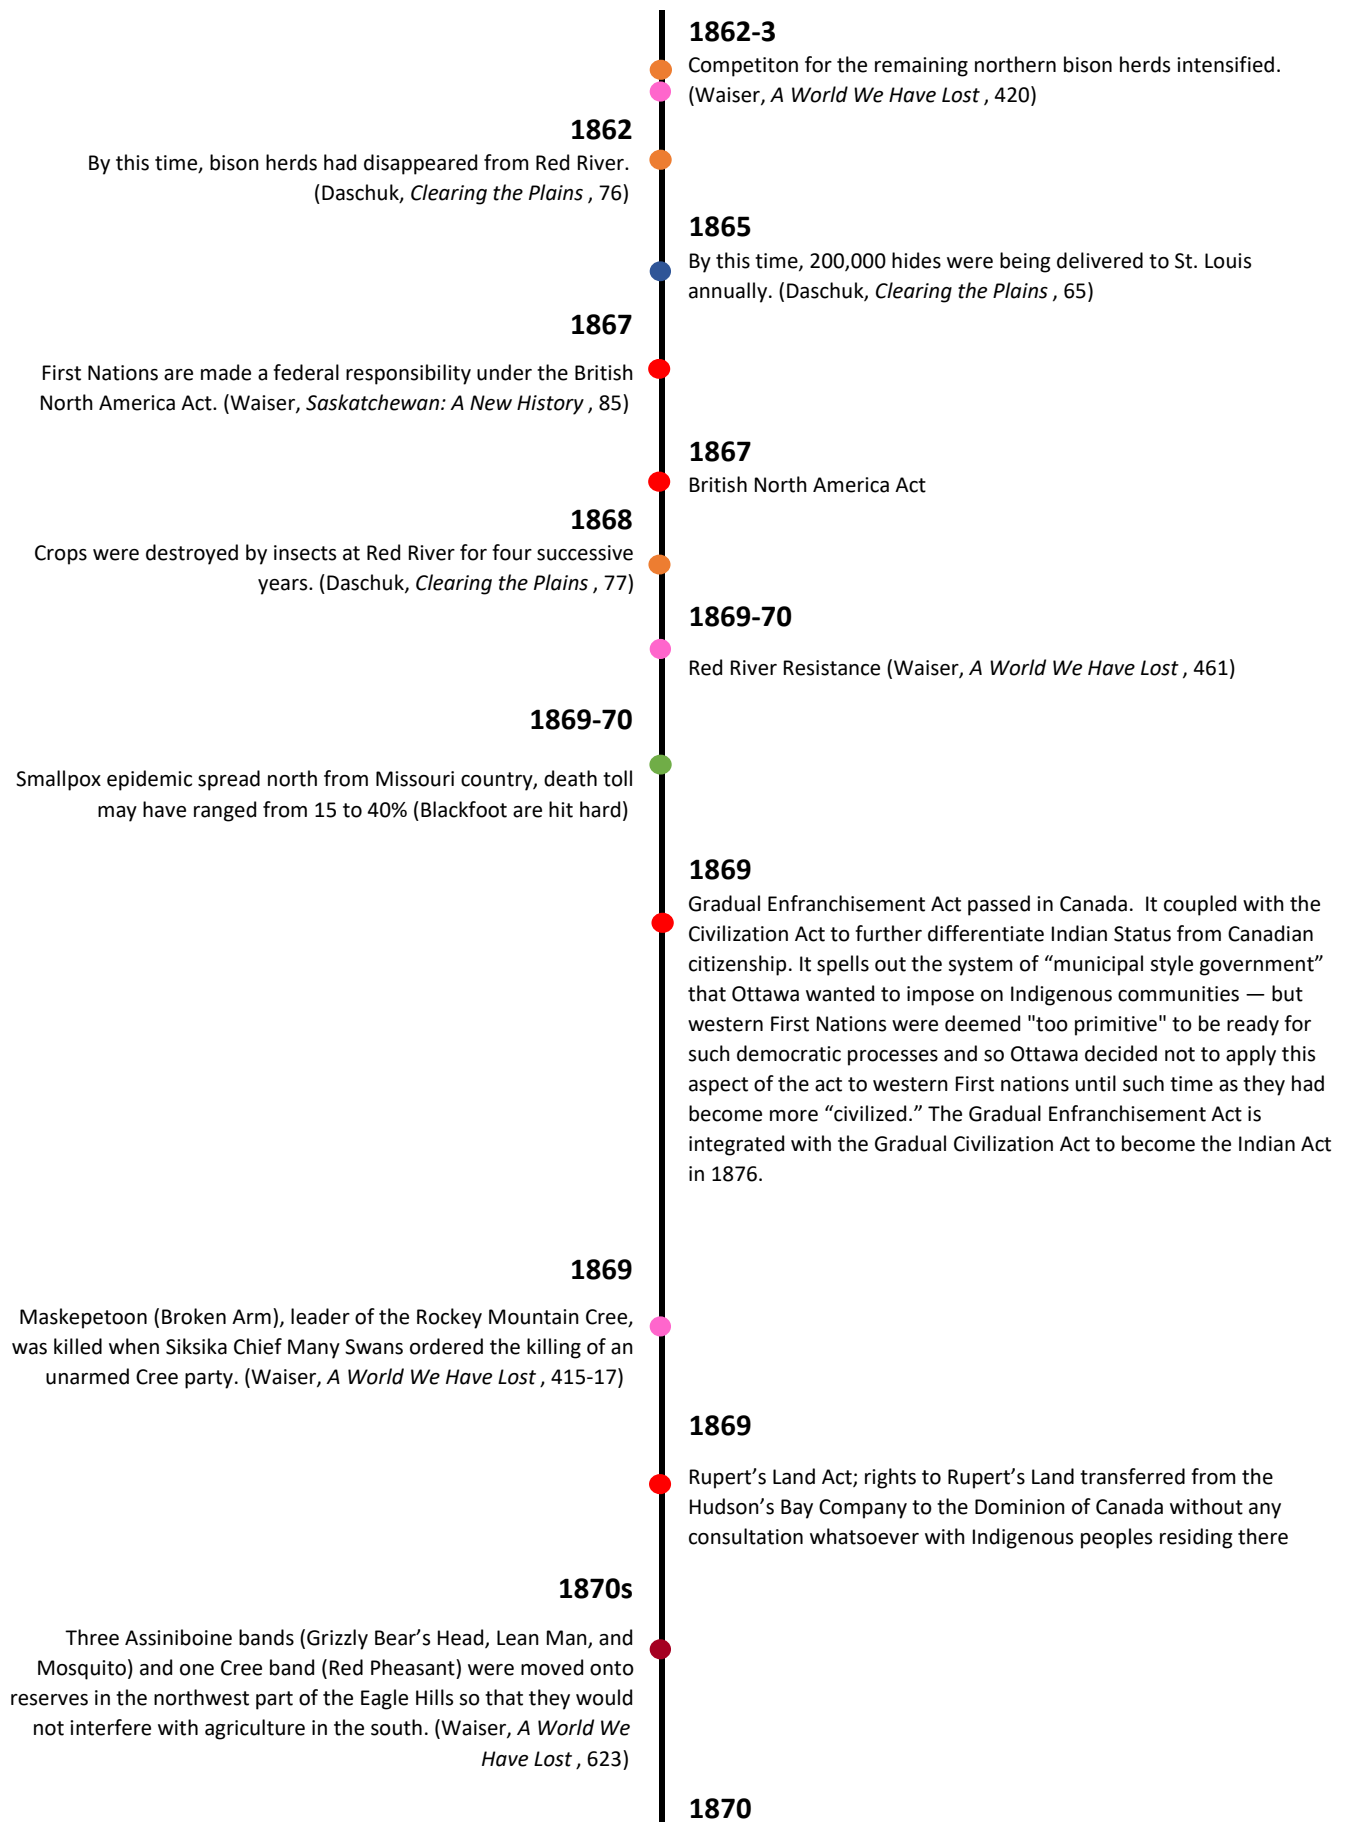 1862-3
Competiton for the remaining northern bison herds intensified.
(Waiser, A World We Have Lost , 420)
1862
By this time, bison herds had disappeared from Red River.
(Daschuk, Clearing the Plains , 76)
1865
By this time, 200,000 hides were being delivered to St. Louis
annually. (Daschuk, Clearing the Plains , 65)
1867
First Nations are made a federal responsibility under the British
North America Act. (Waiser, Saskatchewan: A New History , 85)
1867
British North America Act
1868
Crops were destroyed by insects at Red River for four successive
years. (Daschuk, Clearing the Plains , 77)
1869-70
Red River Resistance (Waiser, A World We Have Lost , 461)
1869-70
Smallpox epidemic spread north from Missouri country, death toll
may have ranged from 15 to 40% (Blackfoot are hit hard)
1869
Gradual Enfranchisement Act passed in Canada.  It coupled with the
Civilization Act to further differentiate Indian Status from Canadian
citizenship. It spells out the system of “municipal style government”
that Ottawa wanted to impose on Indigenous communities — but
western First Nations were deemed "too primitive" to be ready for
such democratic processes and so Ottawa decided not to apply this
aspect of the act to western First nations until such time as they had
become more “civilized.” The Gradual Enfranchisement Act is
integrated with the Gradual Civilization Act to become the Indian Act
in 1876.
1869
Maskepetoon (Broken Arm), leader of the Rockey Mountain Cree,
was killed when Siksika Chief Many Swans ordered the killing of an
unarmed Cree party. (Waiser, A World We Have Lost , 415-17)
1869
Rupert’s Land Act; rights to Rupert’s Land transferred from the
Hudson’s Bay Company to the Dominion of Canada without any
consultation whatsoever with Indigenous peoples residing there
1870s
Three Assiniboine bands (Grizzly Bear’s Head, Lean Man, and
Mosquito) and one Cree band (Red Pheasant) were moved onto
reserves in the northwest part of the Eagle Hills so that they would
not interfere with agriculture in the south. (Waiser, A World We
Have Lost , 623)
1870